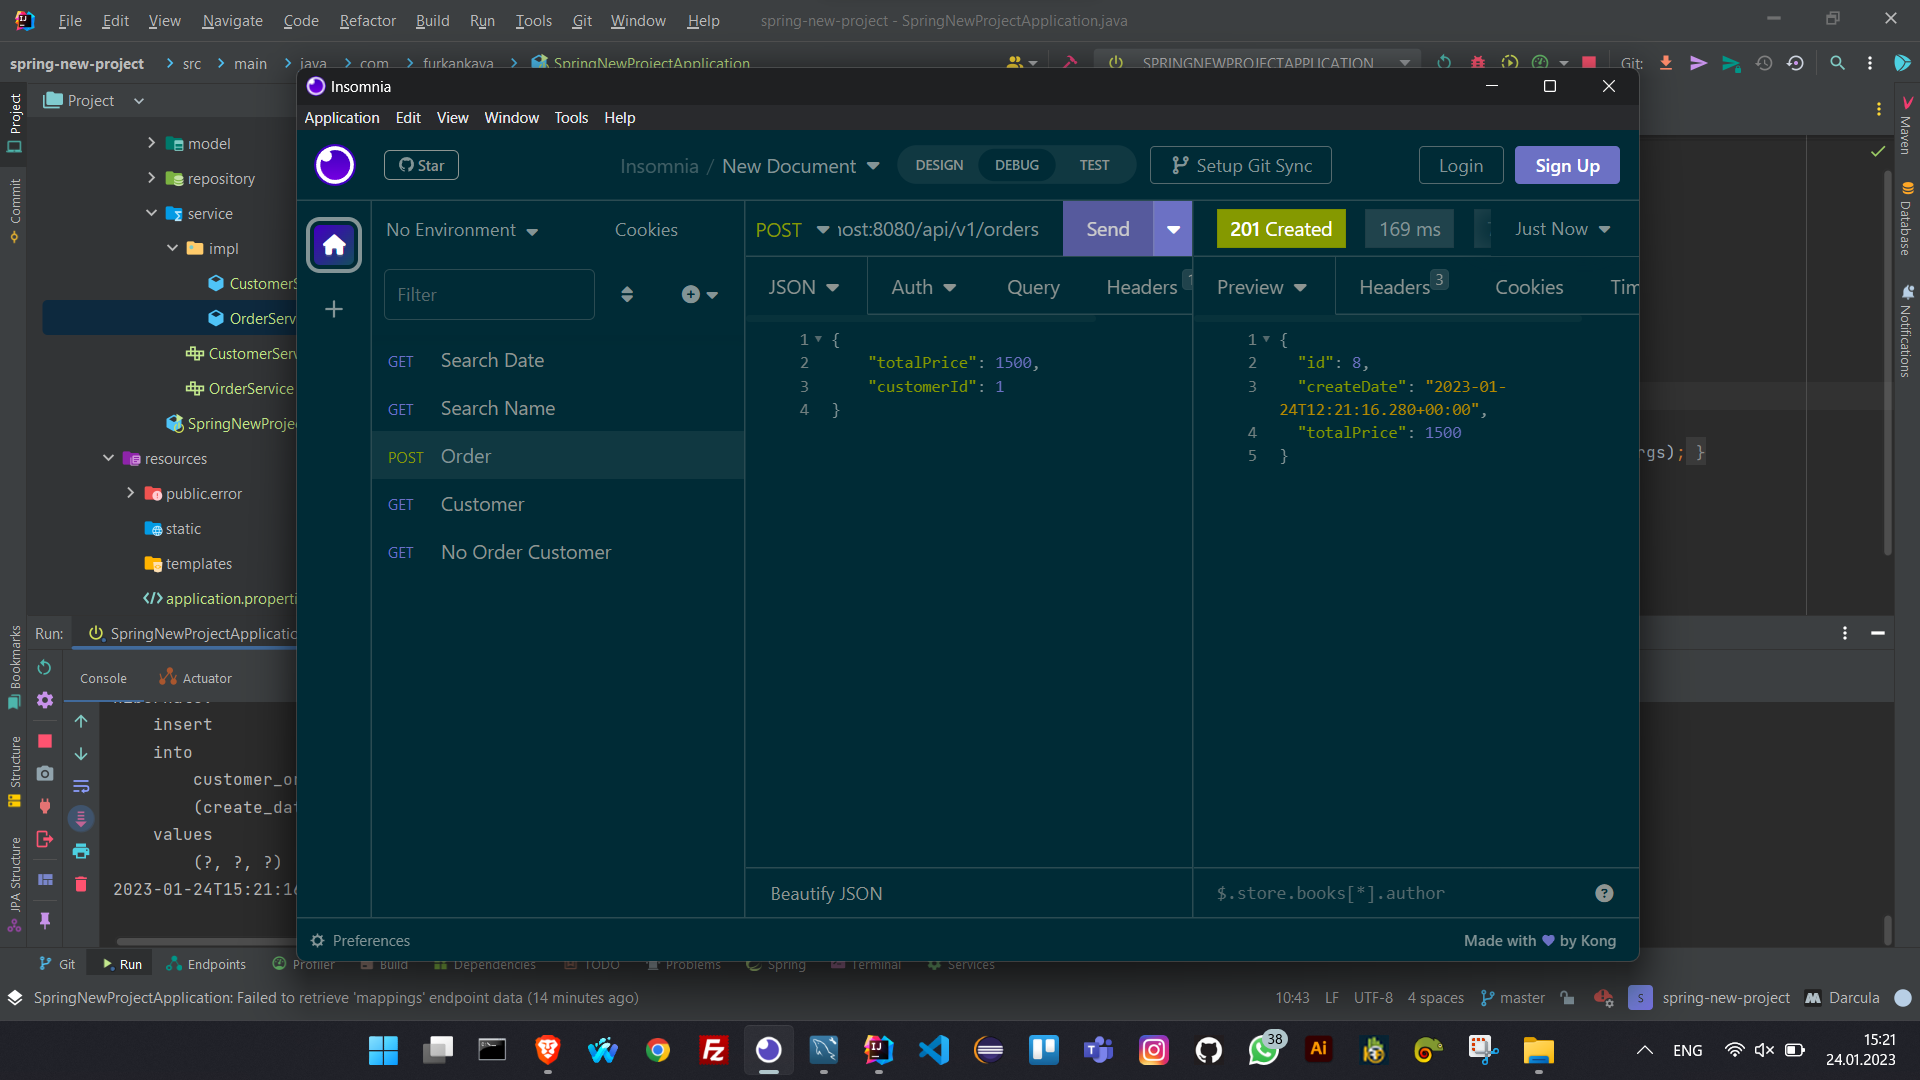 File Edit View Navigate Code Refactor Build Run Tools Git Window Help spring-new-project - SpringNewProjectApplication.java
spring-new-project src main java com furkankaya SpringNewProjectApplication SPRINGNEWPROJECTAPPLICATION Git:
Project
Project
Commit
Bookmarks
Structure
JPA Structure
model
repository
service
impl
CustomerS
OrderServ
CustomerServ
OrderService
SpringNewProje
resources
public.error
static
templates
application.properti
Insomnia
Application Edit View Window Tools Help
Star
Insomnia / New Document
DESIGN DEBUG TEST
Setup Git Sync
Login
Sign Up
No Environment
Cookies
Filter
GET Search Date
GET Search Name
POST Order
GET Customer
GET No Order Customer
POST host:8080/api/v1/orders
Send
JSON Auth Query Headers 1
1 {
2 "totalPrice": 1500,
3 "customerId": 1
4 }
Beautify JSON
201 Created 169 ms Just Now
Preview Headers 3 Cookies Tim
1 {
2 "id": 8,
3 "createDate": "2023-01-
24T12:21:16.280+00:00",
4 "totalPrice": 1500
5 }
$.store.books[*].author
?
Preferences
Made with by Kong
rgs); }
Maven
Database
Notifications
Run: SpringNewProjectApplicatio
Console Actuator
insert
into
customer_or
(create_dat
values
(?, ?, ?)
2023-01-24T15:21:16
Git Run Endpoints Profiler Build Dependencies TODO Problems Spring Terminal Services
SpringNewProjectApplication: Failed to retrieve 'mappings' endpoint data (14 minutes ago)
10:43 LF UTF-8 4 spaces master S spring-new-project Darcula
38
ENG
15:21
24.01.2023